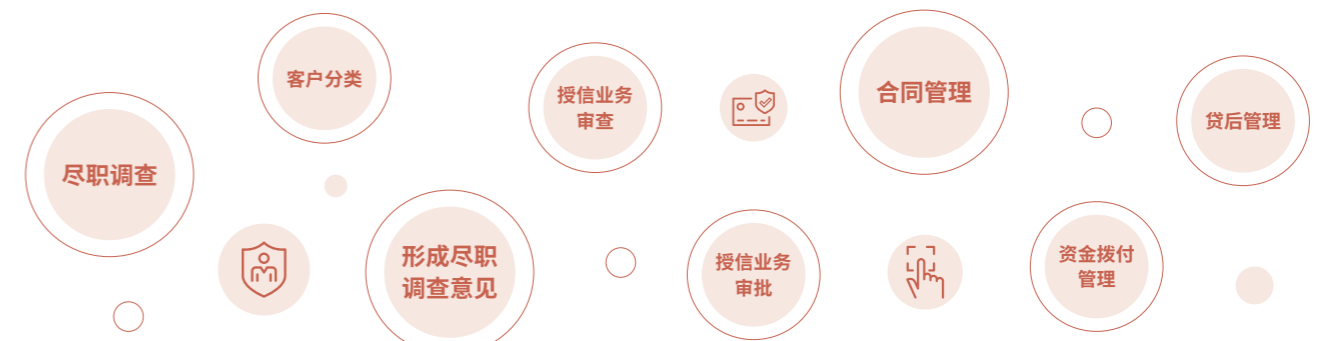 尽职调查
客户分类
形成尽职
调查意见
授信业务
审查
授信业务
审批
合同管理
资金拨付
管理
贷后管理